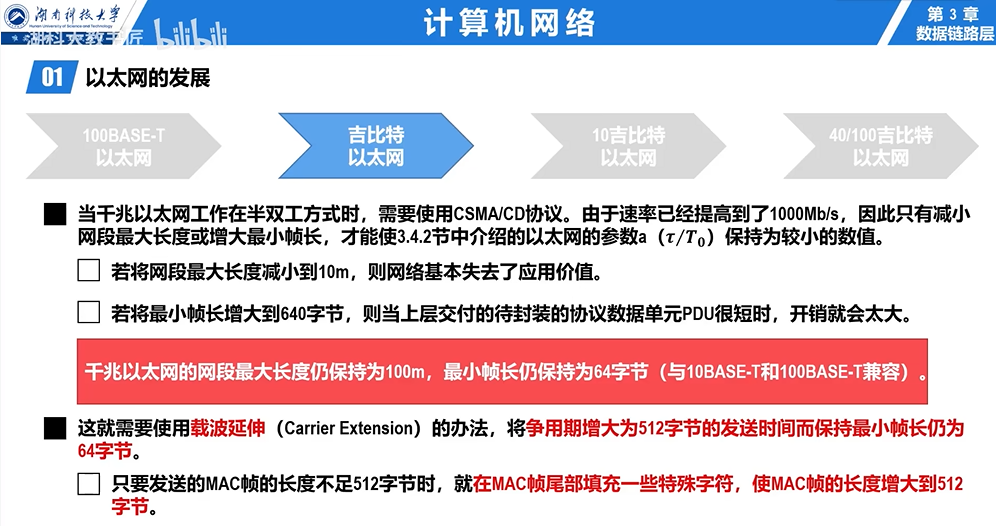 湖南科技大学
Hunan University of Science and Technology
湖科大教书匠 bilibili
计算机网络
第 3 章
数据链路层
01 以太网的发展
100BASE-T
以太网
吉比特
以太网
10吉比特
以太网
40/100吉比特
以太网
当千兆以太网工作在半双工方式时，需要使用CSMA/CD协议。由于速率已经提高到了1000Mb/s，因此只有减小
网段最大长度或增大最小帧长，才能使3.4.2节中介绍的以太网的参数a（τ/T₀）保持为较小的数值。
若将网段最大长度减小到10m，则网络基本失去了应用价值。
若将最小帧长增大到640字节，则当上层交付的待封装的协议数据单元PDU很短时，开销就会太大。
千兆以太网的网段最大长度仍保持为100m，最小帧长仍保持为64字节（与10BASE-T和100BASE-T兼容）。
这就需要使用载波延伸（Carrier Extension）的办法，将争用期增大为512字节的发送时间而保持最小帧长仍为
64字节。
只要发送的MAC帧的长度不足512字节时，就在MAC帧尾部填充一些特殊字符，使MAC帧的长度增大到512
字节。